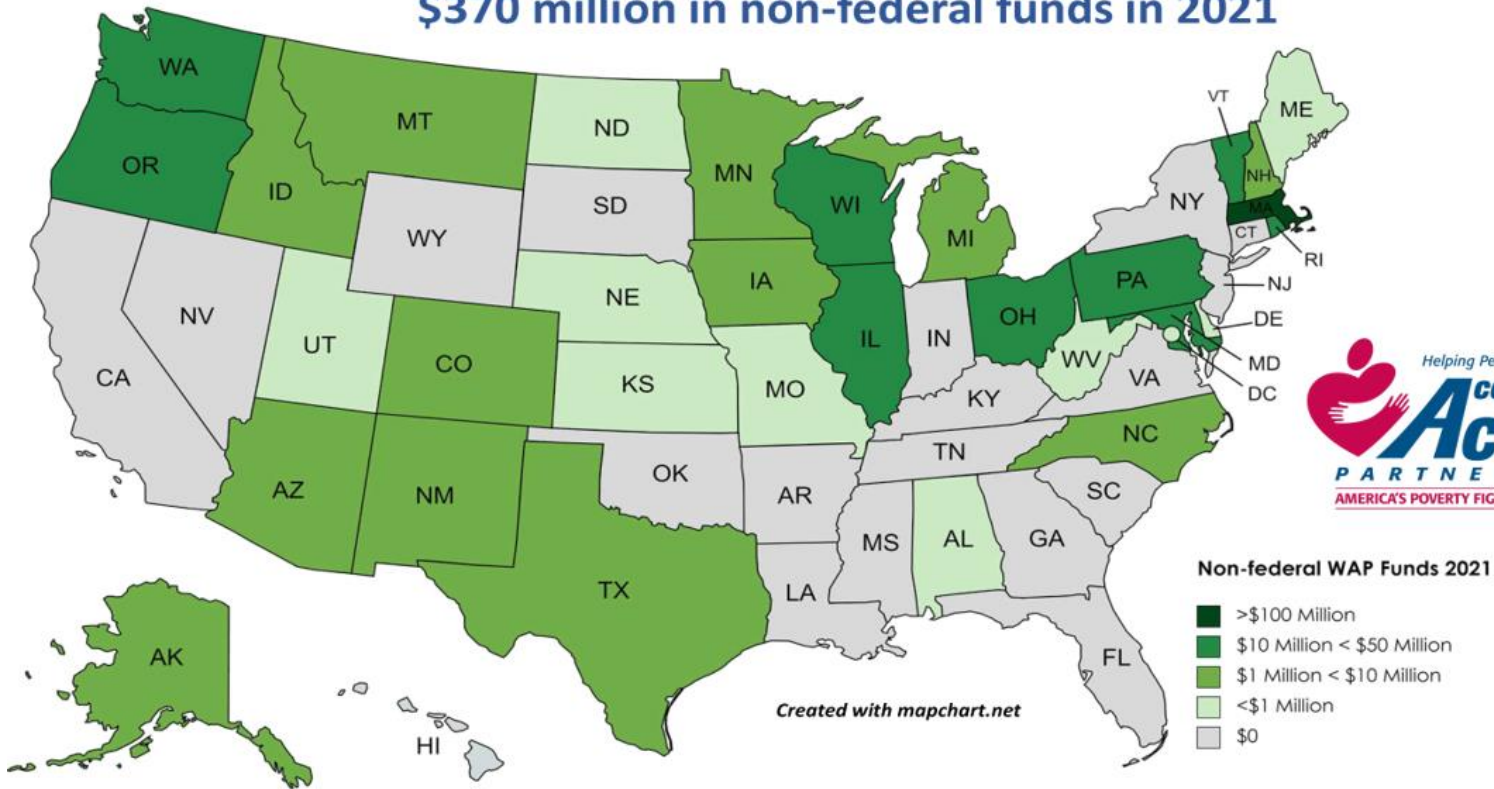 $370 million in non-federal funds in 2021
WA
MT
ND
MN
OR
ID
SD
WI
MI
VT
ME
NH
NY
MA
CT
RI
WY
NE
IA
PA
NJ
NV
UT
CO
KS
MO
IL
IN
OH
WV
DE
MD
DC
VA
CA
KY
NC
TN
AZ
NM
OK
AR
SC
TX
LA
MS
AL
GA
FL
AK
HI
Helping Pe
PARTNE
AMERICA'S POVERTY FIG
Created with mapchart.net
Non-federal WAP Funds 2021
>$100 Million
$10 Million < $50 Million
$1 Million < $10 Million
<$1 Million
$0